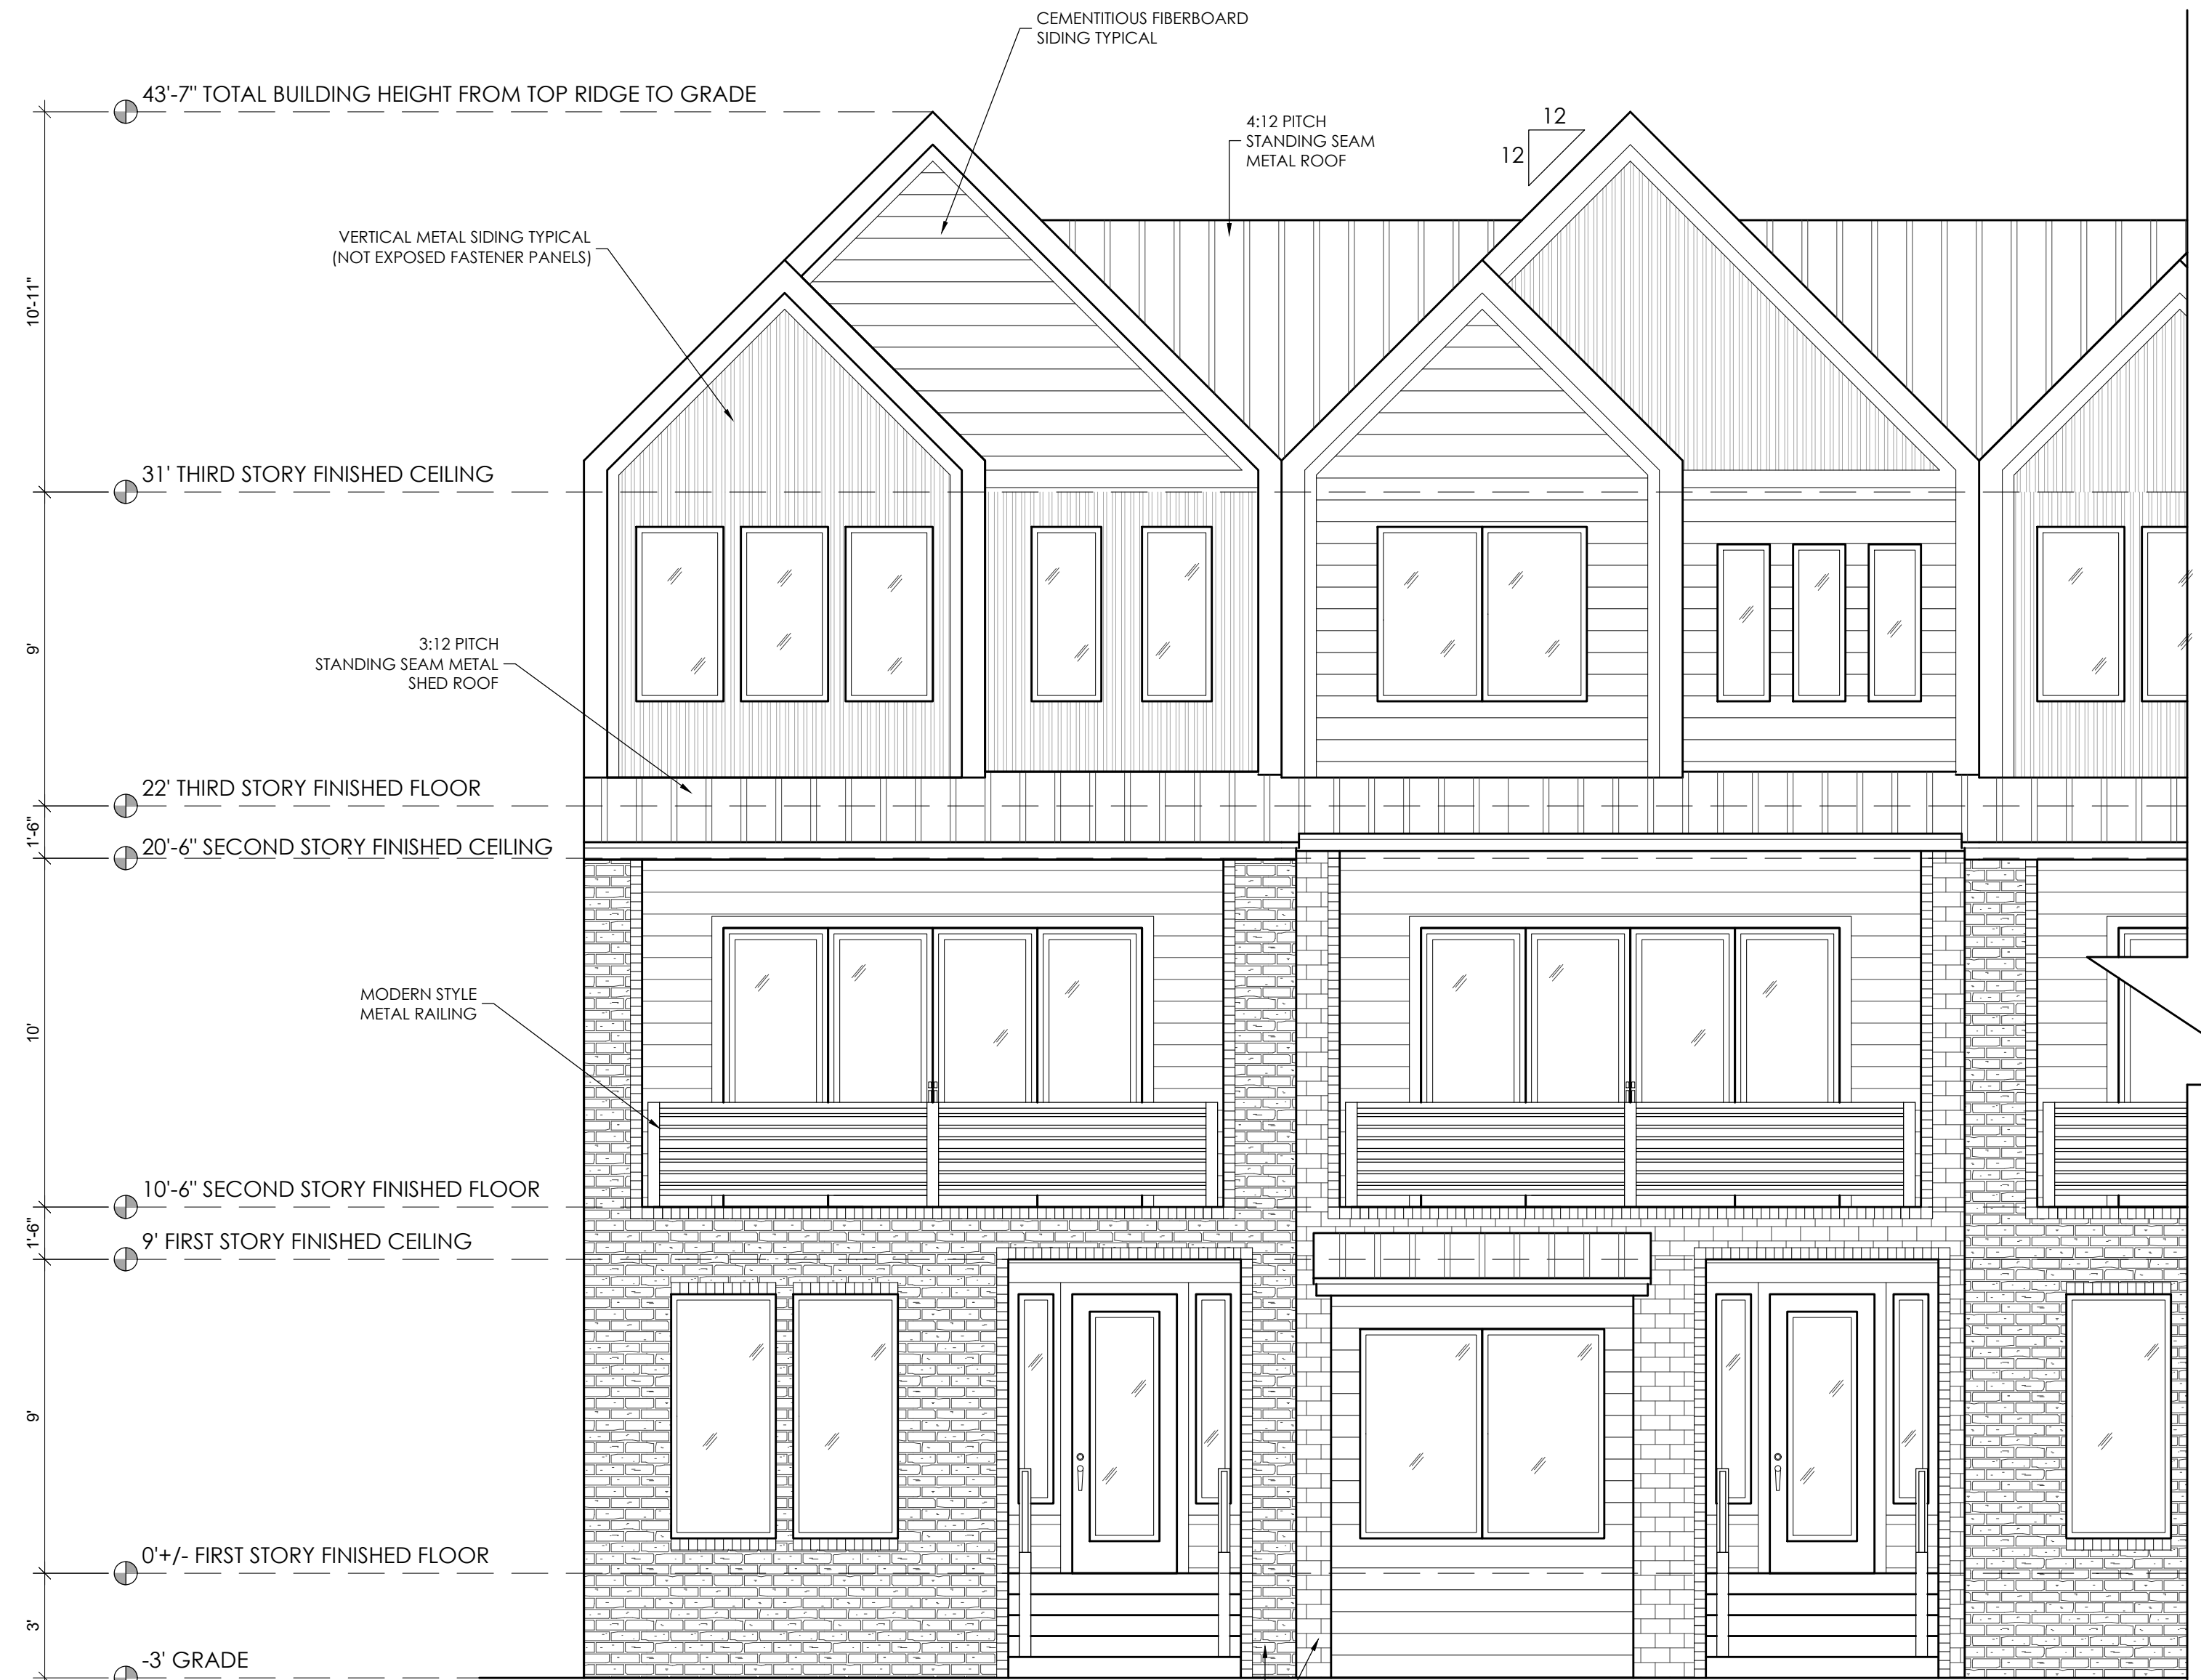 CEMENTITIOUS FIBERBOARD
SIDING TYPICAL
43'-7" TOTAL BUILDING HEIGHT FROM TOP RIDGE TO GRADE
12
12
4:12 PITCH
STANDING SEAM
METAL ROOF
VERTICAL METAL SIDING TYPICAL
(NOT EXPOSED FASTENER PANELS)
10'-11"
31' THIRD STORY FINISHED CEILING
9'
3:12 PITCH
STANDING SEAM METAL
SHED ROOF
22' THIRD STORY FINISHED FLOOR
1'-6"
20'-6" SECOND STORY FINISHED CEILING
MODERN STYLE
METAL RAILING
10'
10'-6" SECOND STORY FINISHED FLOOR
1'-6"
9' FIRST STORY FINISHED CEILING
9'
0'+/- FIRST STORY FINISHED FLOOR
3'
-3' GRADE